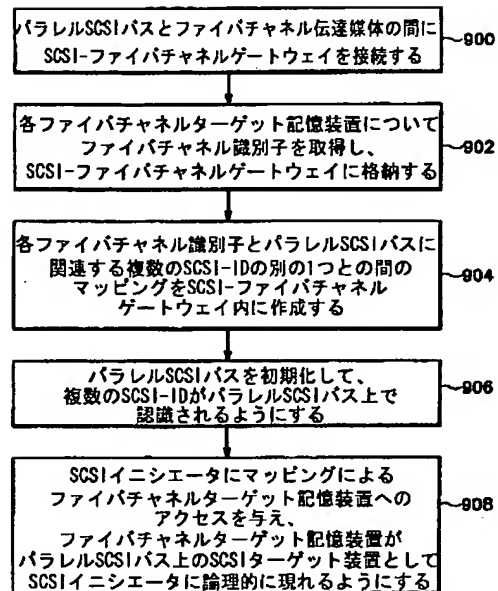 パラレルSCSIバスとファイバチャネル伝達媒体の間に
SCSI-ファイバチャネルゲートウェイを接続する
900
各ファイバチャネルターゲット記憶装置について
ファイバチャネル識別子を取得し、
SCSI-ファイバチャネルゲートウェイに格納する
902
各ファイバチャネル識別子とパラレルSCSIバスに
関連する複数のSCSI-IDの別の1つとの間の
マッピングをSCSI-ファイバチャネル
ゲートウェイ内に作成する
904
パラレルSCSIバスを初期化して、
複数のSCSI-IDがパラレルSCSIバス上で
認識されるようにする
906
SCSIイニシエータにマッピングによる
ファイバチャネルターゲット記憶装置への
アクセスを与え、
ファイバチャネルターゲット記憶装置が
パラレルSCSIバス上のSCSIターゲット装置として
SCSIイニシエータに論理的に現れるようにする
908